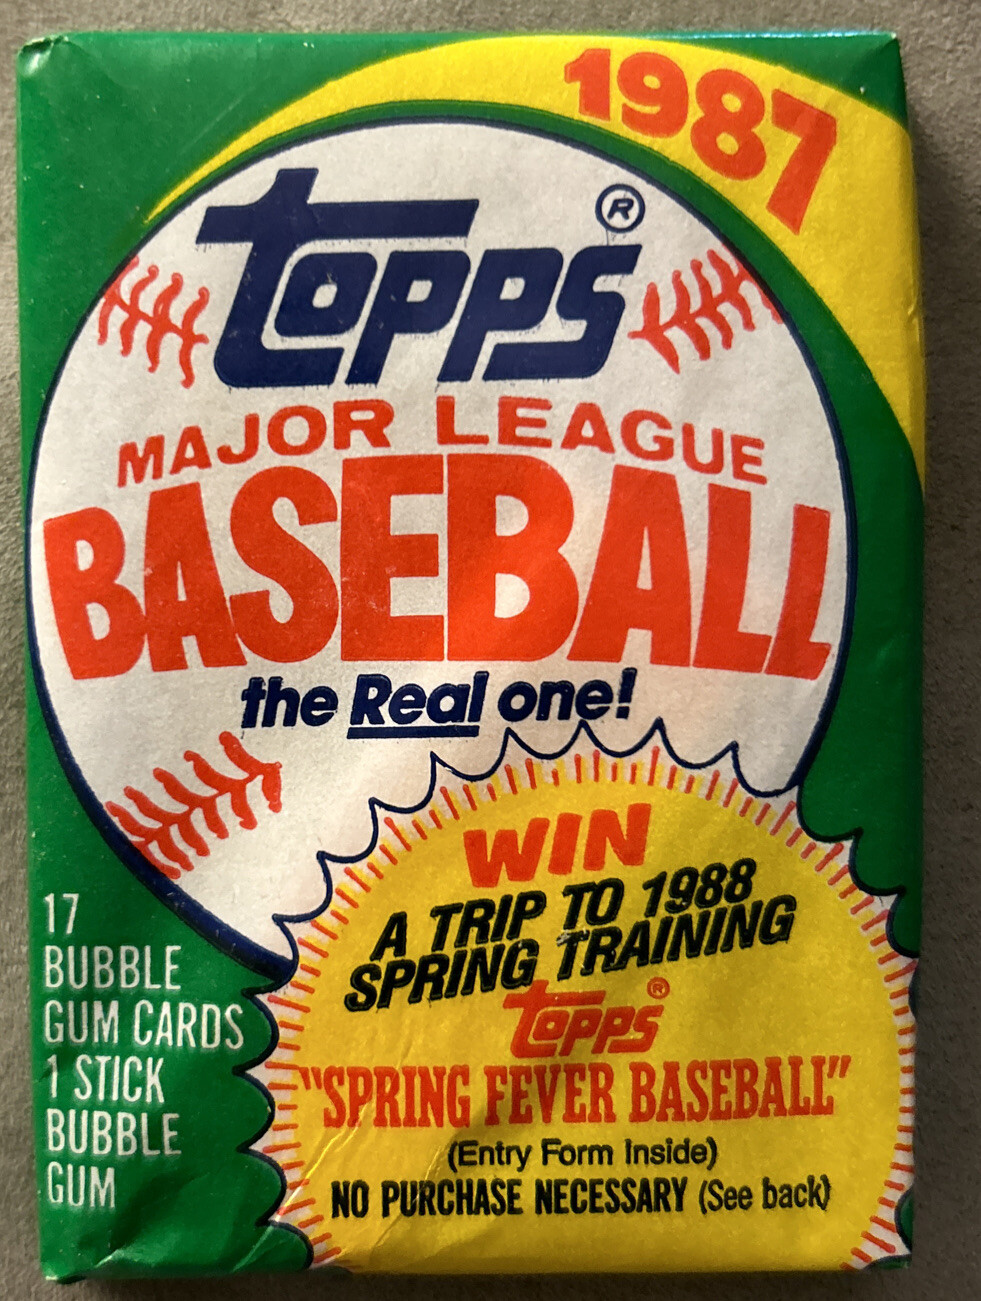 1987
Topps®
MAJOR LEAGUE
BASEBALL
the Real one!
WIN
A TRIP TO 1988
SPRING TRAINING
Topps®
"SPRING FEVER BASEBALL"
(Entry Form Inside)
NO PURCHASE NECESSARY (See back)
17
BUBBLE
GUM CARDS
1 STICK
BUBBLE
GUM